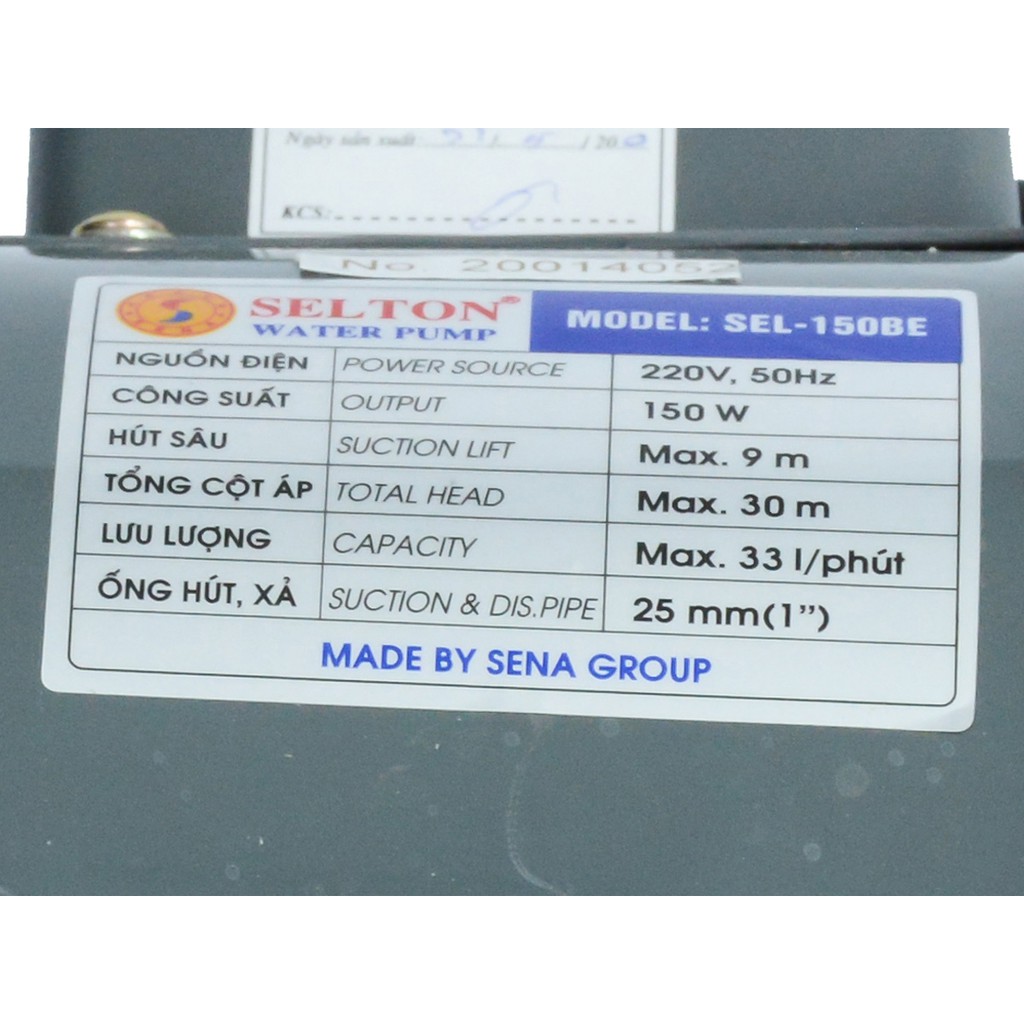 Ngày sản xuất / / 20.0
KCS:
No. 20014052
SELTON®
WATER PUMP
MODEL: SEL-150BE
NGUỒN ĐIỆN POWER SOURCE 220V, 50Hz
CÔNG SUẤT OUTPUT 150 W
HÚT SÂU SUCTION LIFT Max. 9 m
TỔNG CỘT ÁP TOTAL HEAD Max. 30 m
LƯU LƯỢNG CAPACITY Max. 33 l/phút
ỐNG HÚT, XẢ SUCTION & DIS.PIPE 25 mm(1”)
MADE BY SENA GROUP